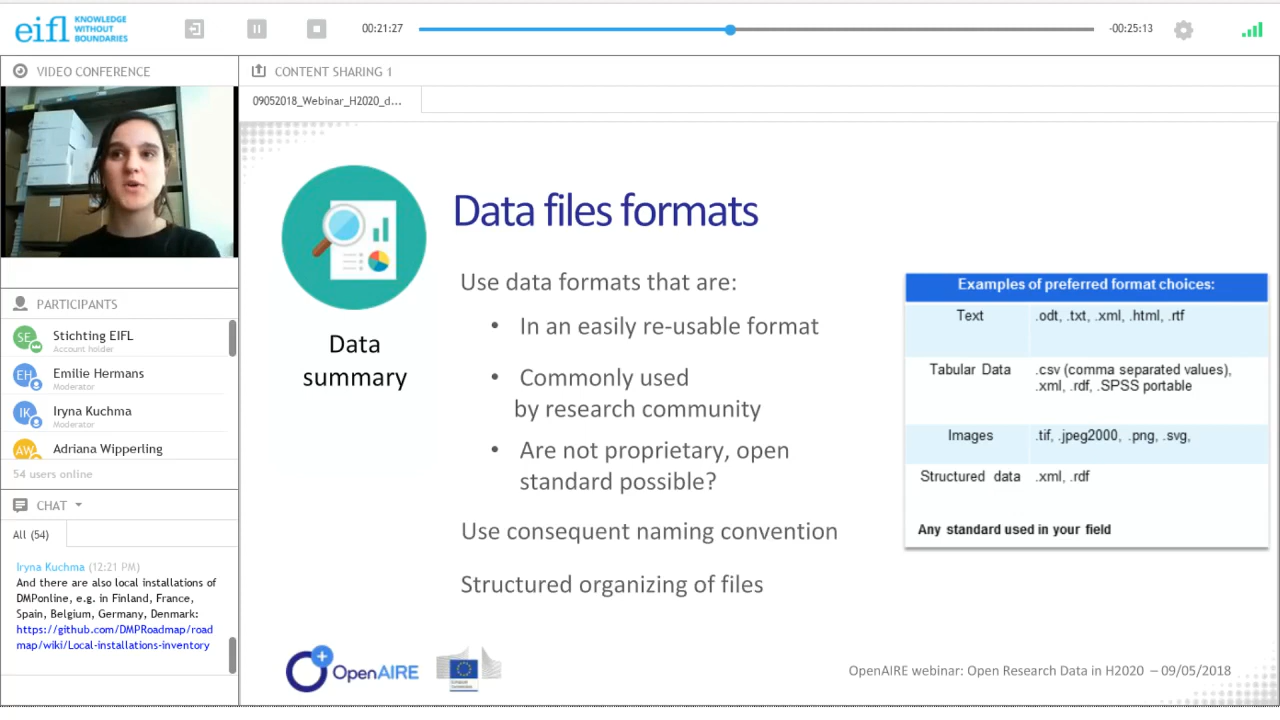 eifl KNOWLEDGE
WITHOUT
BOUNDARIES
00:21:27
-00:25:13
VIDEO CONFERENCE
CONTENT SHARING 1
09052018_Webinar_H2020_d...
PARTICIPANTS
SE Stichting EIFL
Account holder
EH Emilie Hermans
Moderator
IK Iryna Kuchma
Moderator
AW Adriana Wipperling
54 users online
CHAT
All (54)
Iryna Kuchma (12:21 PM)
And there are also local installations of
DMPonline, e.g. in Finland, France,
Spain, Belgium, Germany, Denmark:
https://github.com/DMPRoadmap/road
map/wiki/Local-installations-inventory
Data
summary
Data files formats
Use data formats that are:
• In an easily re-usable format
• Commonly used
by research community
• Are not proprietary, open
standard possible?
Use consequent naming convention
Structured organizing of files
Examples of preferred format choices:
Text .odt, .txt, .xml, .html, .rtf
Tabular Data .csv (comma separated values),
.xml, .rdf, .SPSS portable
Images .tif, .jpeg2000, .png, .svg,
Structured data .xml, .rdf
Any standard used in your field
OpenAIRE
OpenAIRE webinar: Open Research Data in H2020 – 09/05/2018